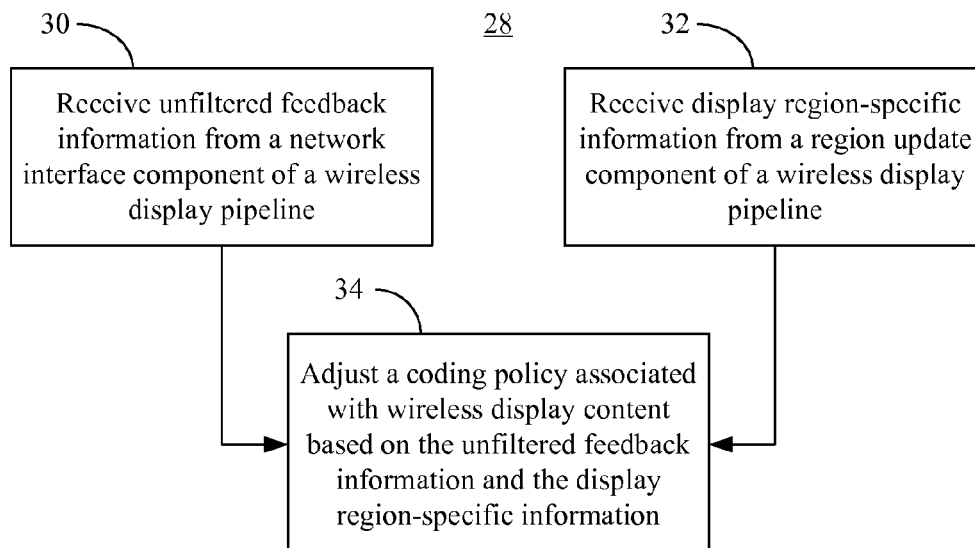 30
28
32
Receive unfiltered feedback
information from a network
interface component of a wireless
display pipeline
Receive display region-specific
information from a region update
component of a wireless display
pipeline
34
Adjust a coding policy associated
with wireless display content
based on the unfiltered feedback
information and the display
region-specific information